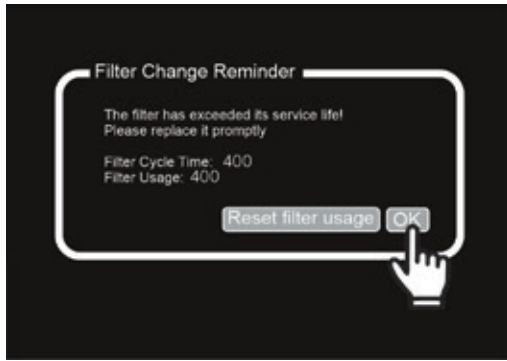 Filter Change Reminder
The filter has exceeded its service life!
Please replace it promptly
Filter Cycle Time: 400
Filter Usage: 400
Reset filter usage OK